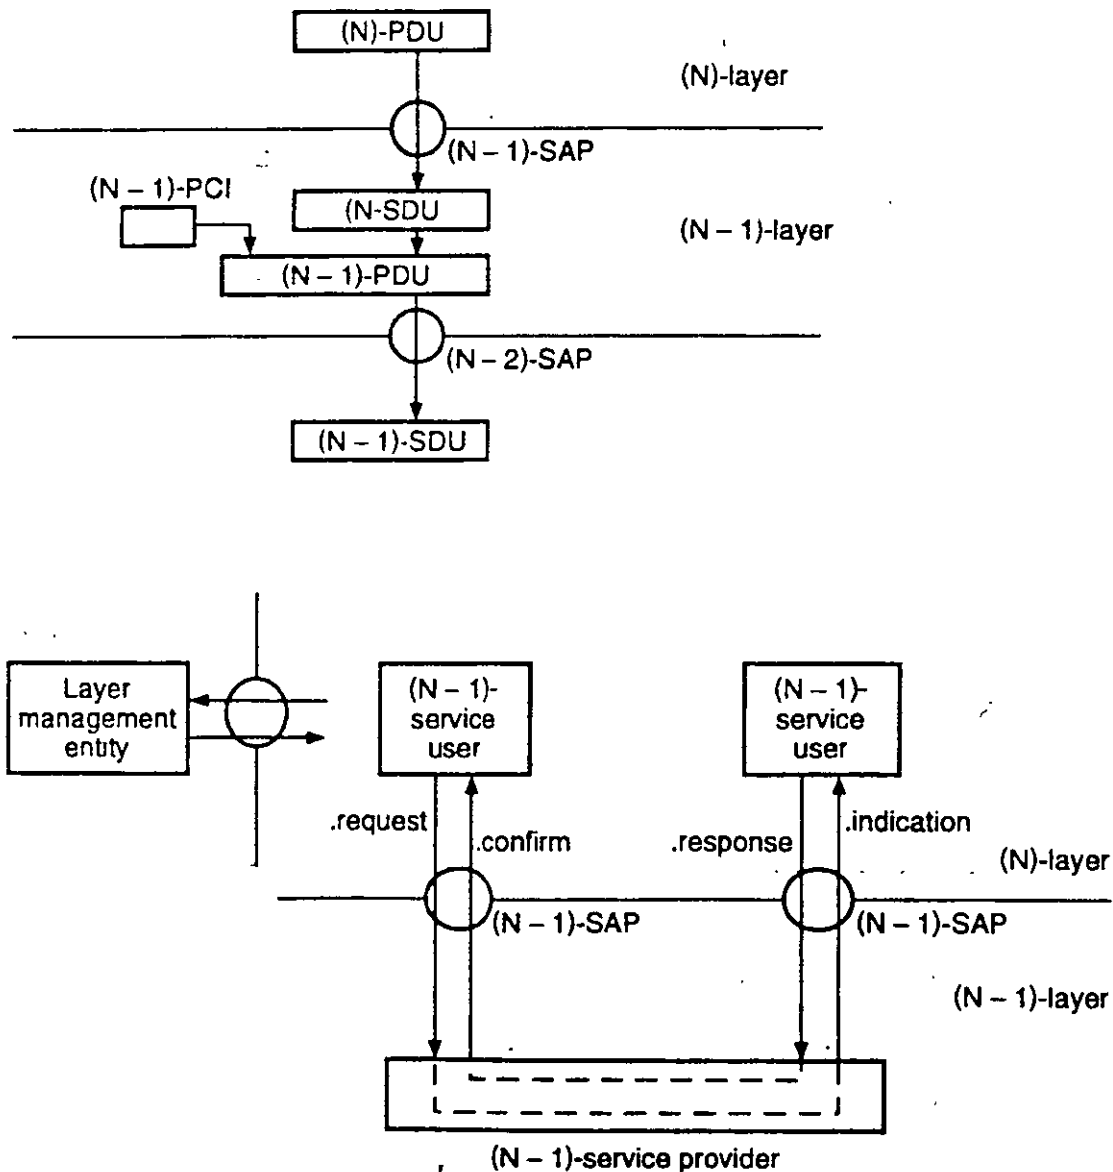 (N)-PDU
(N)-layer
(N – 1)-SAP
(N – 1)-PCI
(N-SDU
(N – 1)-layer
(N – 1)-PDU
(N – 2)-SAP
(N – 1)-SDU
Layer
management
entity
(N – 1)-
service
user
(N – 1)-
service
user
.request
.confirm
.response
.indication
(N)-layer
(N – 1)-SAP
(N – 1)-SAP
(N – 1)-layer
(N – 1)-service provider